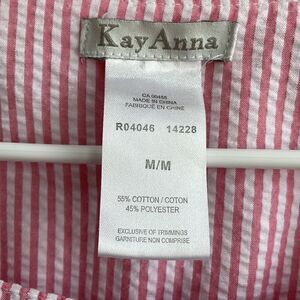 KayAnna
CA 00466
MADE IN CHINA
FABRIQUÉ EN CHINE
R04046 14228
M/M
55% COTTON / COTON
45% POLYESTER
EXCLUSIVE OF TRIMMINGS
GARNITURE NON COMPRISE